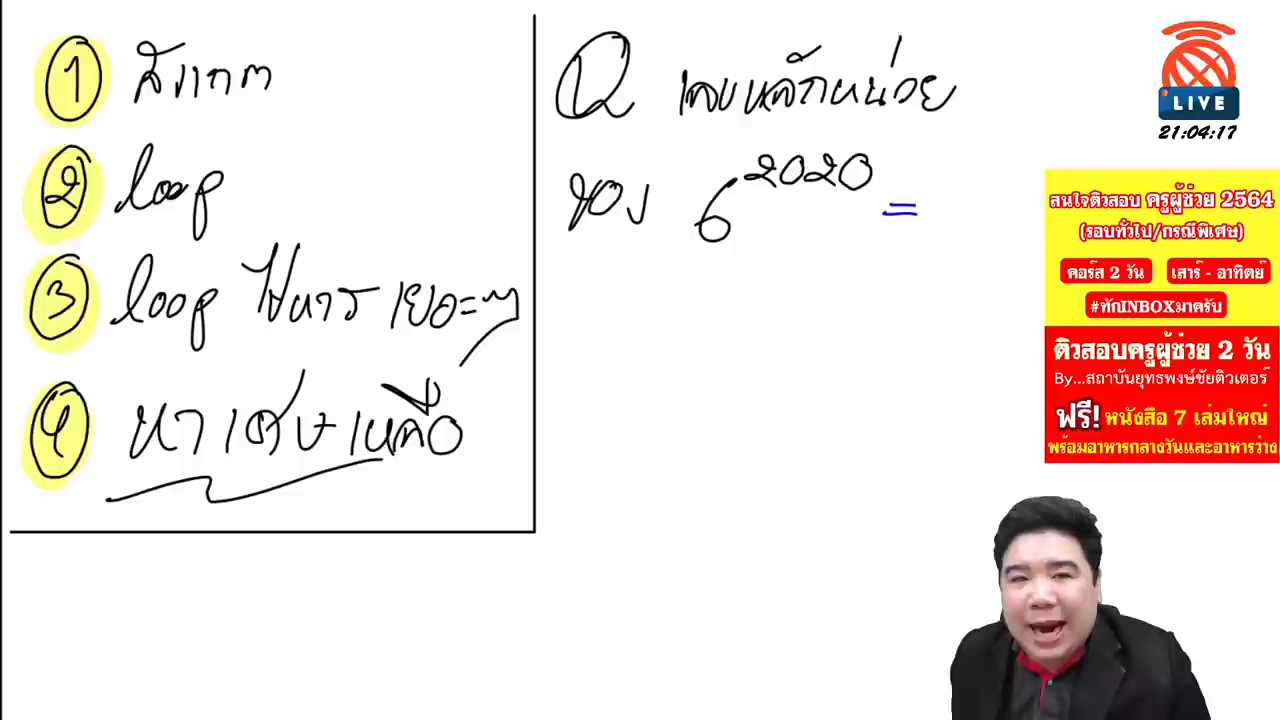 ① สังเกต
② loop
③ loop ไปหาร เยอะๆ
④ หาเศษเหลือ
Q เลขหลักหน่วย
ของ 6^2020 =
LIVE
21:04:17
สนใจติวสอบ ครูผู้ช่วย 2564
(รอบทั่วไป/กรณีพิเศษ)
คอร์ส 2 วัน เสาร์ - อาทิตย์
#ทักINBOXมาครับ
ติวสอบครูผู้ช่วย 2 วัน
By...สถาบันยุทธพงษ์ชัยติวเตอร์
ฟรี! หนังสือ 7 เล่มใหญ่
พร้อมอาหารกลางวันและอาหารว่าง